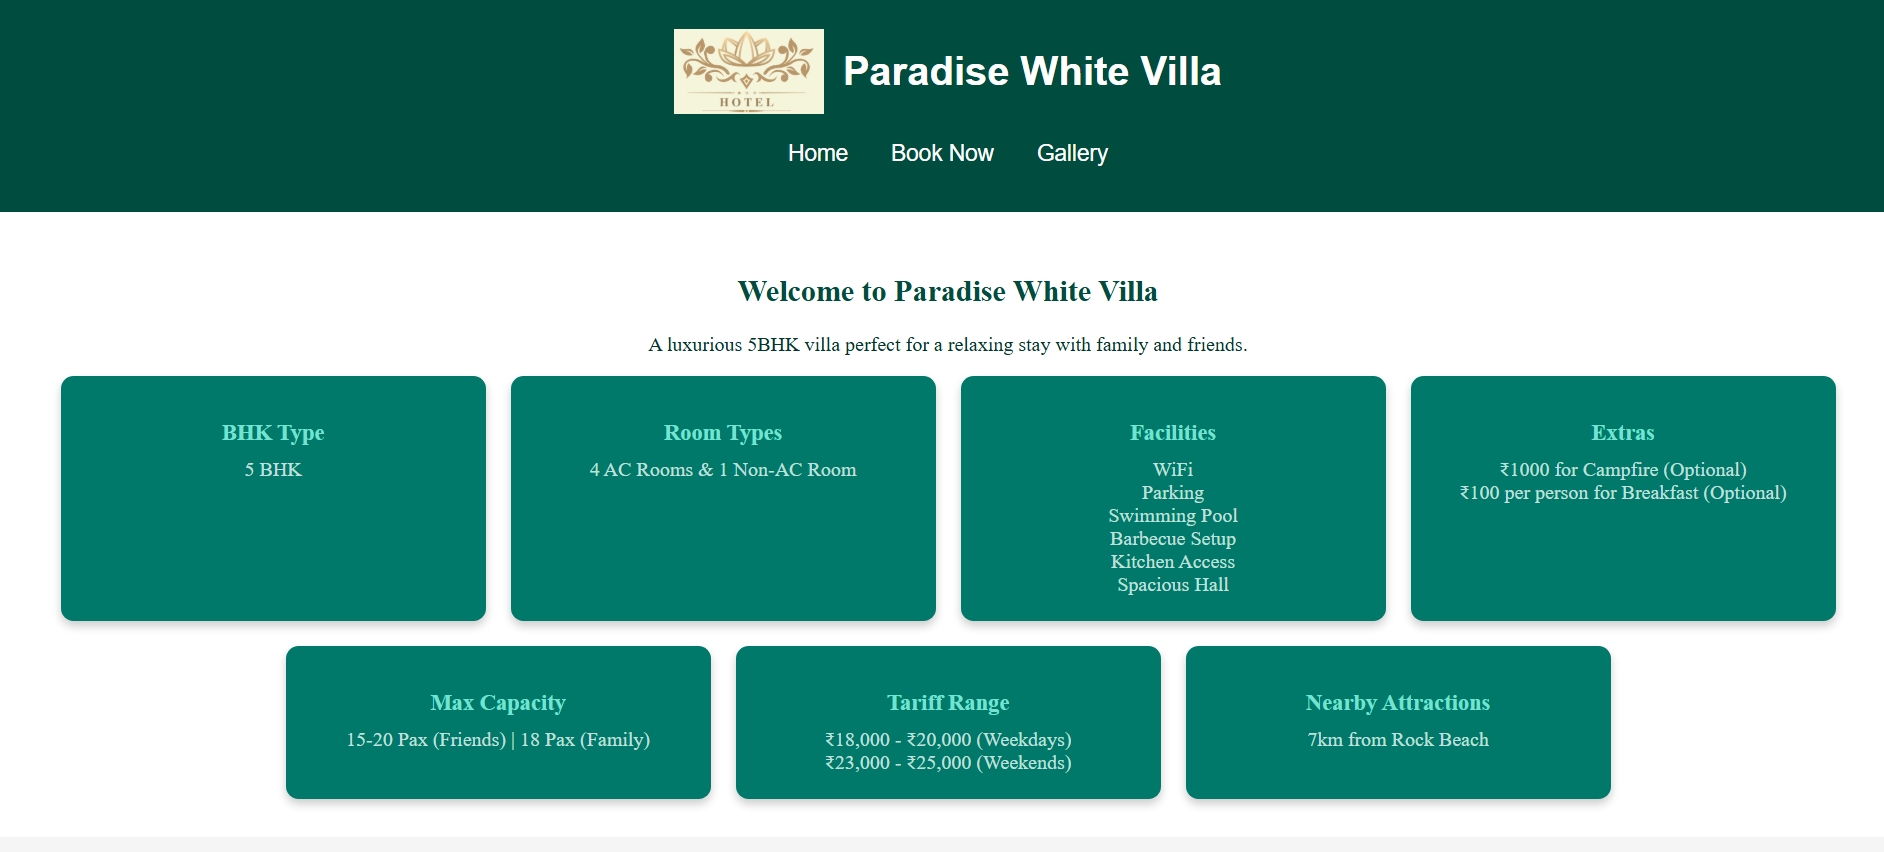 HOTEL
Paradise White Villa
Home Book Now Gallery
Welcome to Paradise White Villa
A luxurious 5BHK villa perfect for a relaxing stay with family and friends.
BHK Type
5 BHK
Room Types
4 AC Rooms & 1 Non-AC Room
Facilities
WiFi
Parking
Swimming Pool
Barbecue Setup
Kitchen Access
Spacious Hall
Extras
₹1000 for Campfire (Optional)
₹100 per person for Breakfast (Optional)
Max Capacity
15-20 Pax (Friends) | 18 Pax (Family)
Tariff Range
₹18,000 - ₹20,000 (Weekdays)
₹23,000 - ₹25,000 (Weekends)
Nearby Attractions
7km from Rock Beach